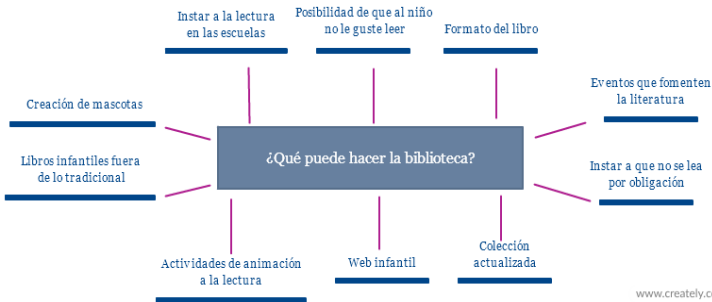 Instar a la lectura
en las escuelas
Posibilidad de que al niño
no le guste leer
Formato del libro
Eventos que fomenten
la literatura
Creación de mascotas
¿Qué puede hacer la biblioteca?
Libros infantiles fuera
de lo tradicional
Instar a que no se lea
por obligación
Actividades de animación
a la lectura
Web infantil
Colección
actualizada
www.creately.c